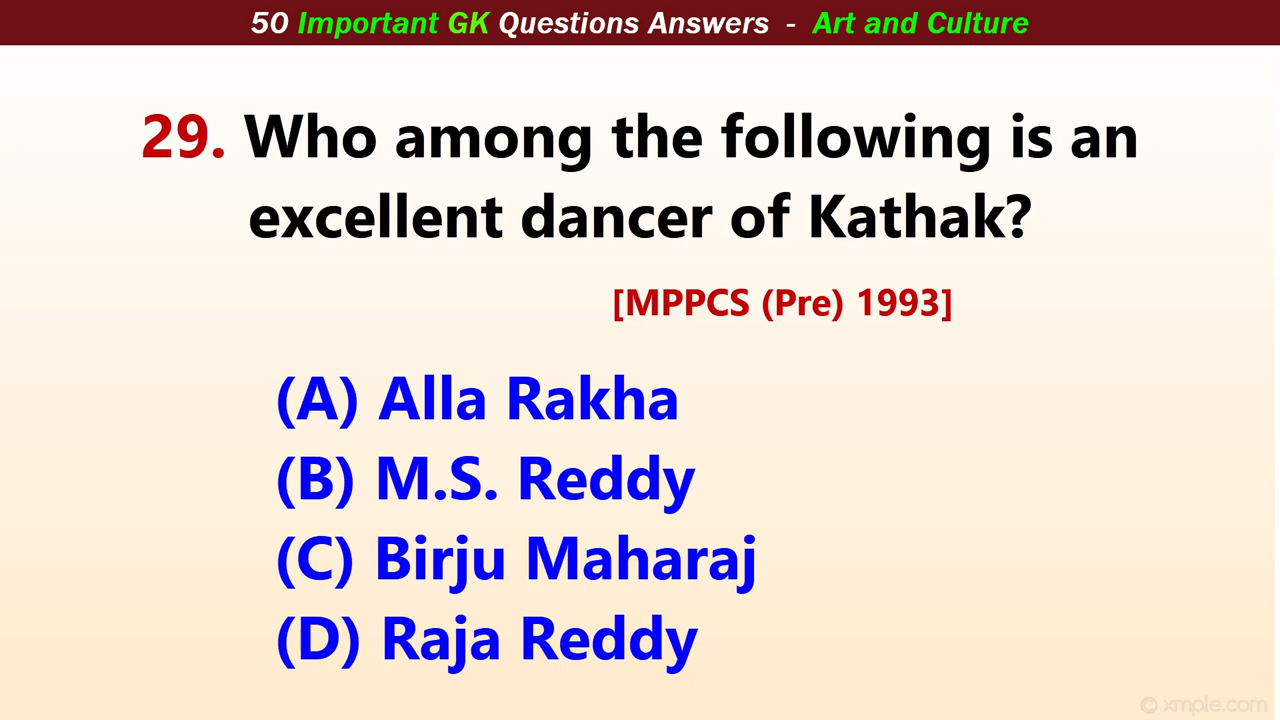 50 Important GK Questions Answers - Art and Culture
29. Who among the following is an
excellent dancer of Kathak?
[MPPCS (Pre) 1993]
(A) Alla Rakha
(B) M.S. Reddy
(C) Birju Maharaj
(D) Raja Reddy
© xmple.com